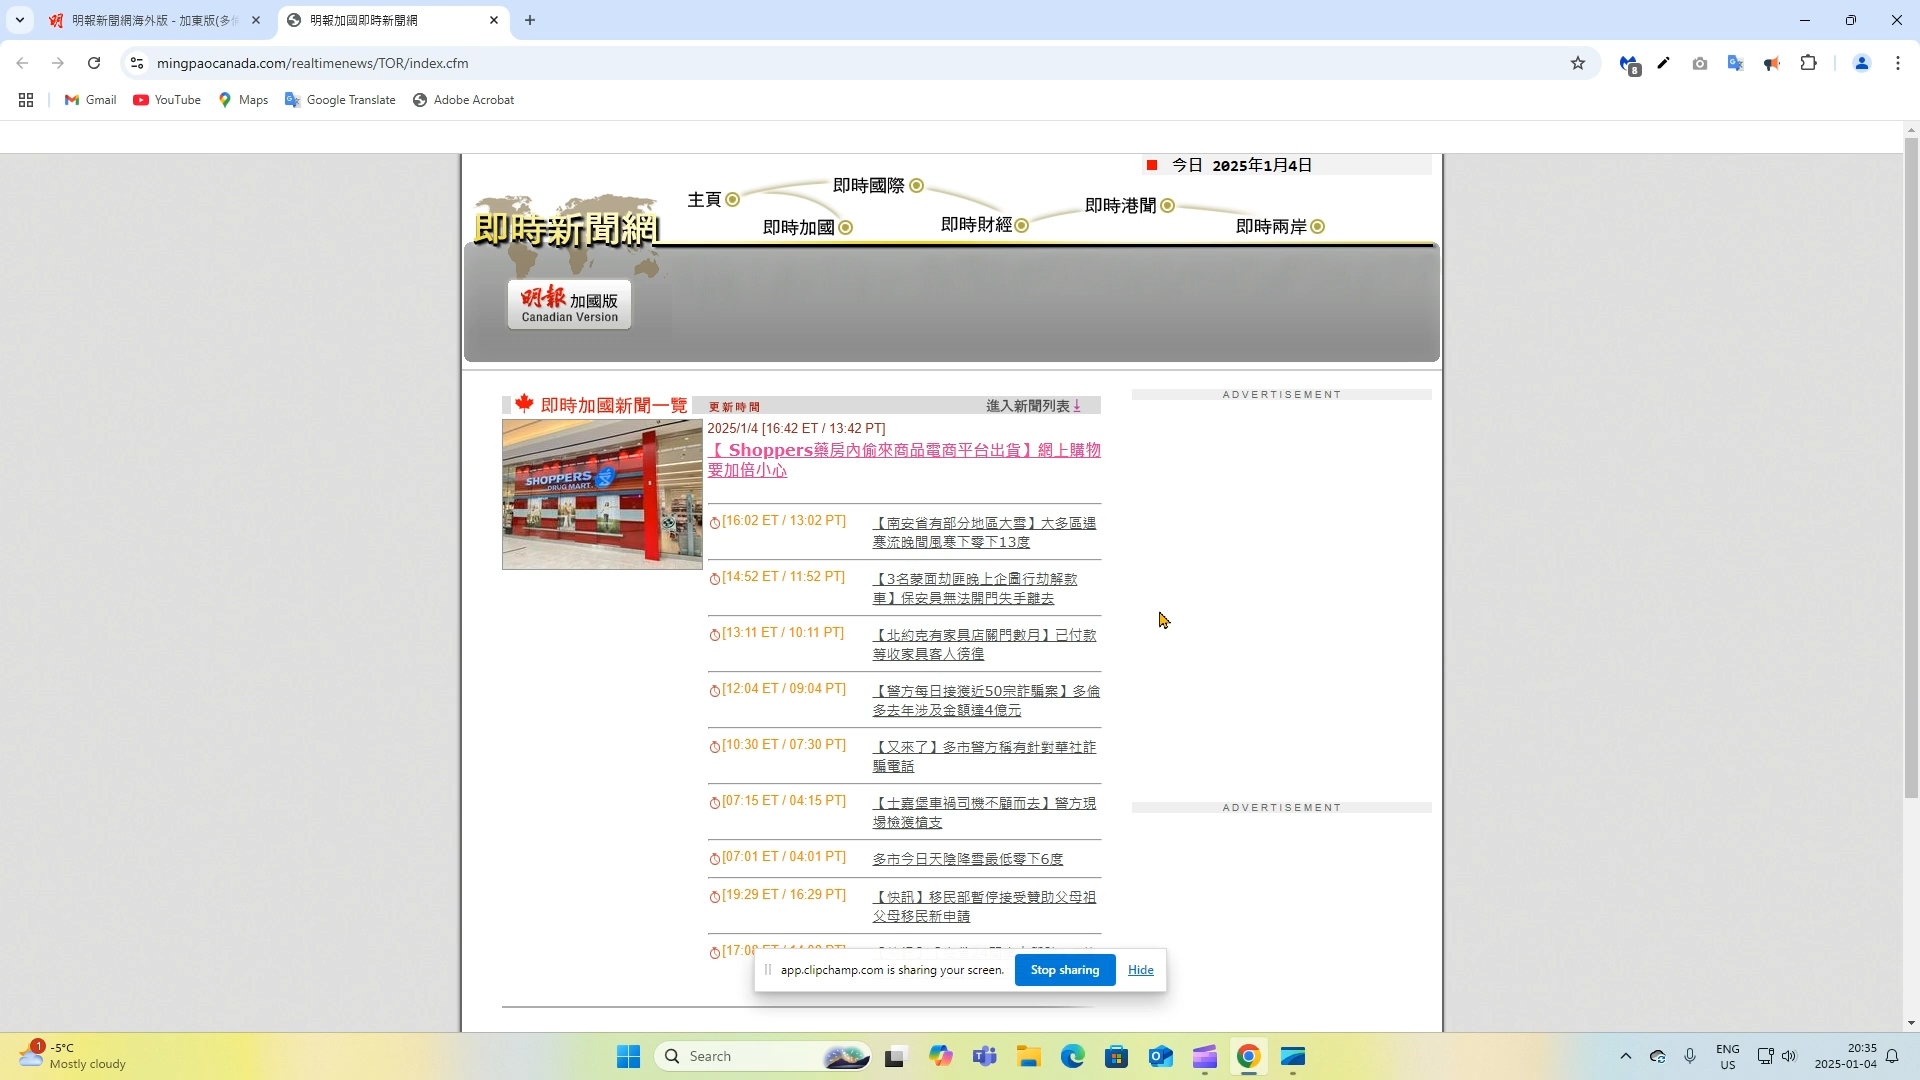 明報新聞網海外版 - 加東版(多
明報加國即時新聞網
mingpaocanada.com/realtimenews/TOR/index.cfm
8
Gmail
YouTube
Maps
Google Translate
Adobe Acrobat
今日 2025年1月4日
主頁
即時國際
即時加國
即時財經
即時港聞
即時兩岸
即時新聞網
明報 加國版
Canadian Version
即時加國新聞一覽
更新時間
進入新聞列表
ADVERTISEMENT
SHOPPERS
DRUG MART
2025/1/4 [16:42 ET / 13:42 PT]
【 Shoppers藥房內偷來商品電商平台出貨】網上購物
要加倍小心
[16:02 ET / 13:02 PT]
【南安省有部分地區大雪】大多區遇
寒流晚間風寒下零下13度
[14:52 ET / 11:52 PT]
【3名蒙面劫匪晚上企圖行劫解款
車】保安員無法開門失手離去
[13:11 ET / 10:11 PT]
【北約克有家具店關門數月】已付款
等收家具客人徬徨
[12:04 ET / 09:04 PT]
【警方每日接獲近50宗詐騙案】多倫
多去年涉及金額達4億元
[10:30 ET / 07:30 PT]
【又來了】多市警方稱有針對華社詐
騙電話
[07:15 ET / 04:15 PT]
【士嘉堡車禍司機不顧而去】警方現
場檢獲槍支
ADVERTISEMENT
[07:01 ET / 04:01 PT]
多市今日天陰降雪最低零下6度
[19:29 ET / 16:29 PT]
【快訊】移民部暫停接受贊助父母祖
父母移民新申請
app.clipchamp.com is sharing your screen.
Stop sharing
Hide
1
-5°C
Mostly cloudy
Search
ENG
US
20:35
2025-01-04